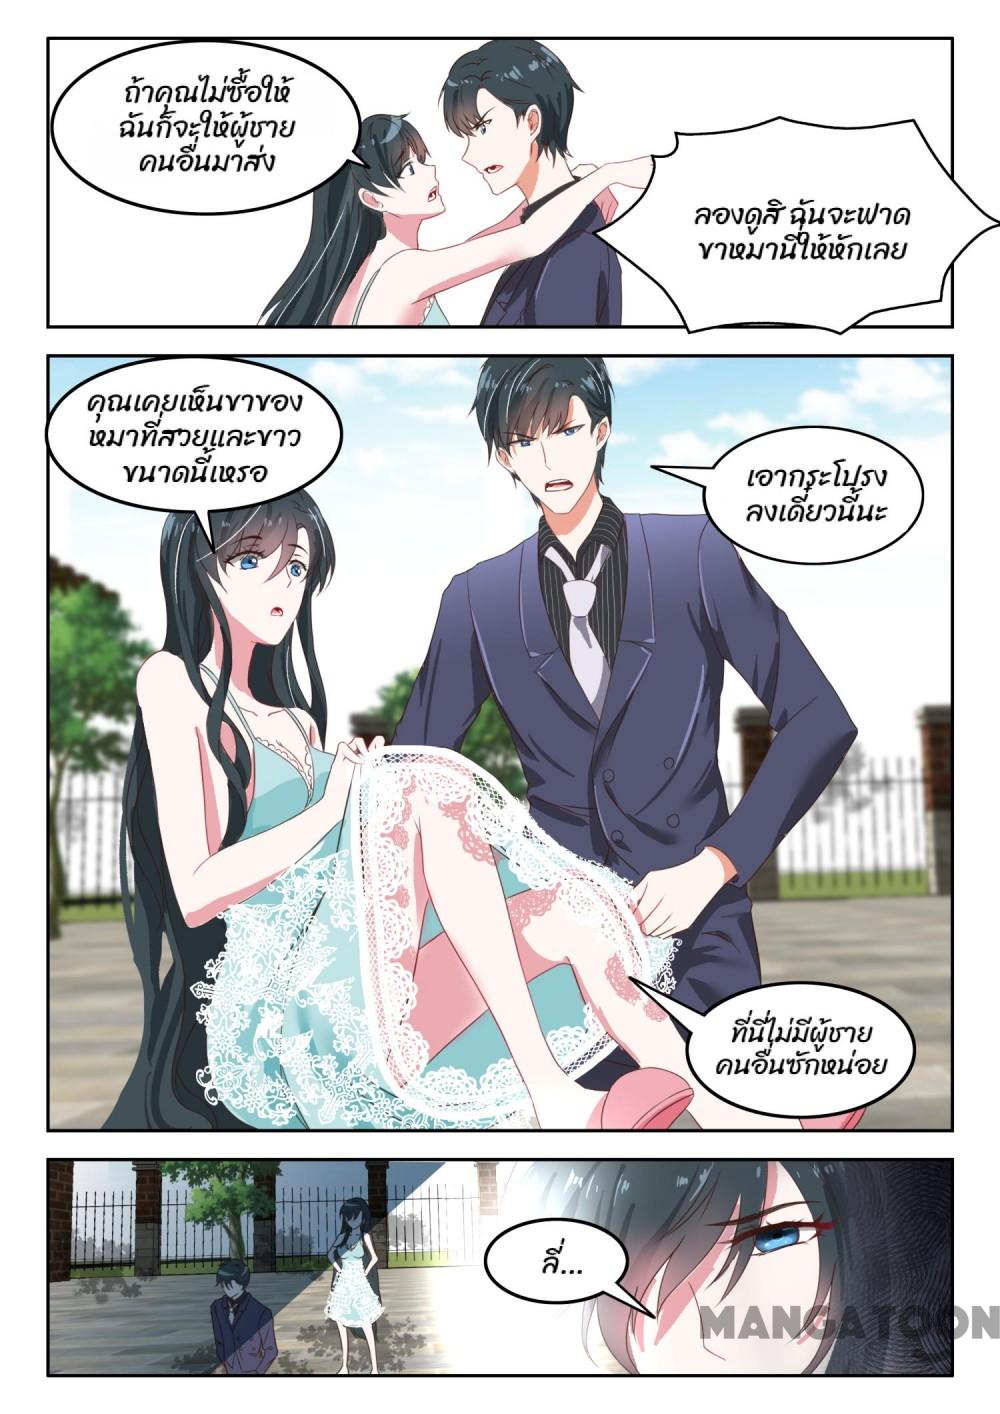 ถ้าคุณไม่ซื้อให้
ฉันก็จะให้ผู้ชาย
คนอื่นมาส่ง
ลองดูสิ ฉันจะฟาด
ขาหมานี่ให้หักเลย
คุณเคยเห็นขาของ
หมาที่สวยและขาว
ขนาดนี้เหรอ
เอากระโปรง
ลงเดี๋ยวนี้นะ
ที่นี่ไม่มีผู้ชาย
คนอื่นซักหน่อย
ลี่...
MANGATOON